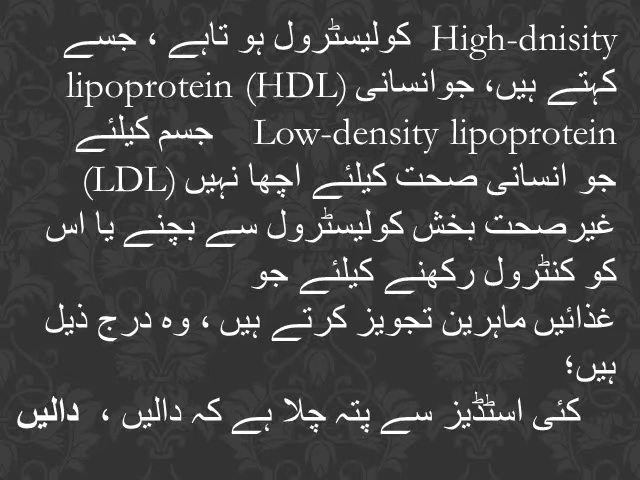 کولیسٹرول ہو تاہے ، جسے High-dnisity
lipoprotein (HDL) کہتے ہیں، جوانسانی
جسم کیلئے Low-density lipoprotein
(LDL) جو انسانی صحت کیلئے اچھا نہیں
غیرصحت بخش کولیسٹرول سے بچنے یا اس
کو کنٹرول رکھنے کیلئے جو
غذائیں ماہرین تجویز کرتے ہیں ، وہ درج ذیل
ہیں؛
کئی اسٹڈیز سے پتہ چلا ہے کہ دالیں ، دالیں